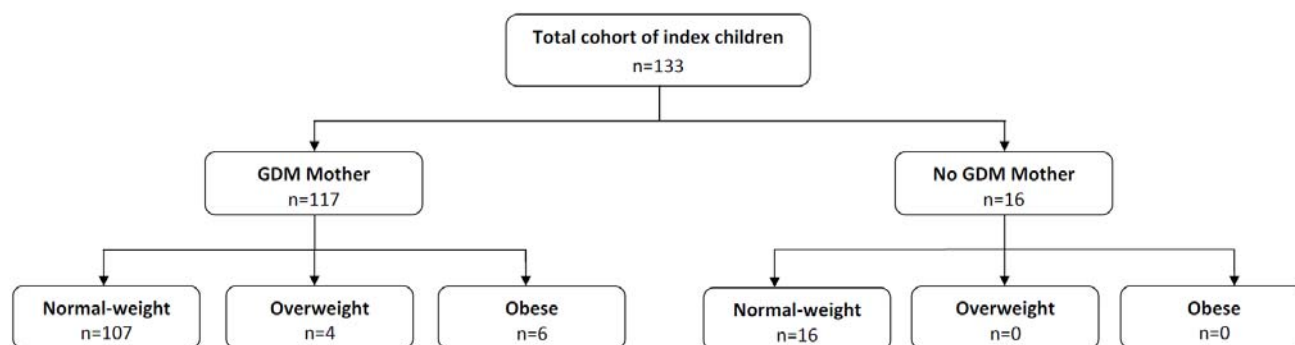 Total cohort of index children
n=133
GDM Mother
n=117
No GDM Mother
n=16
Normal-weight
n=107
Overweight
n=4
Obese
n=6
Normal-weight
n=16
Overweight
n=0
Obese
n=0